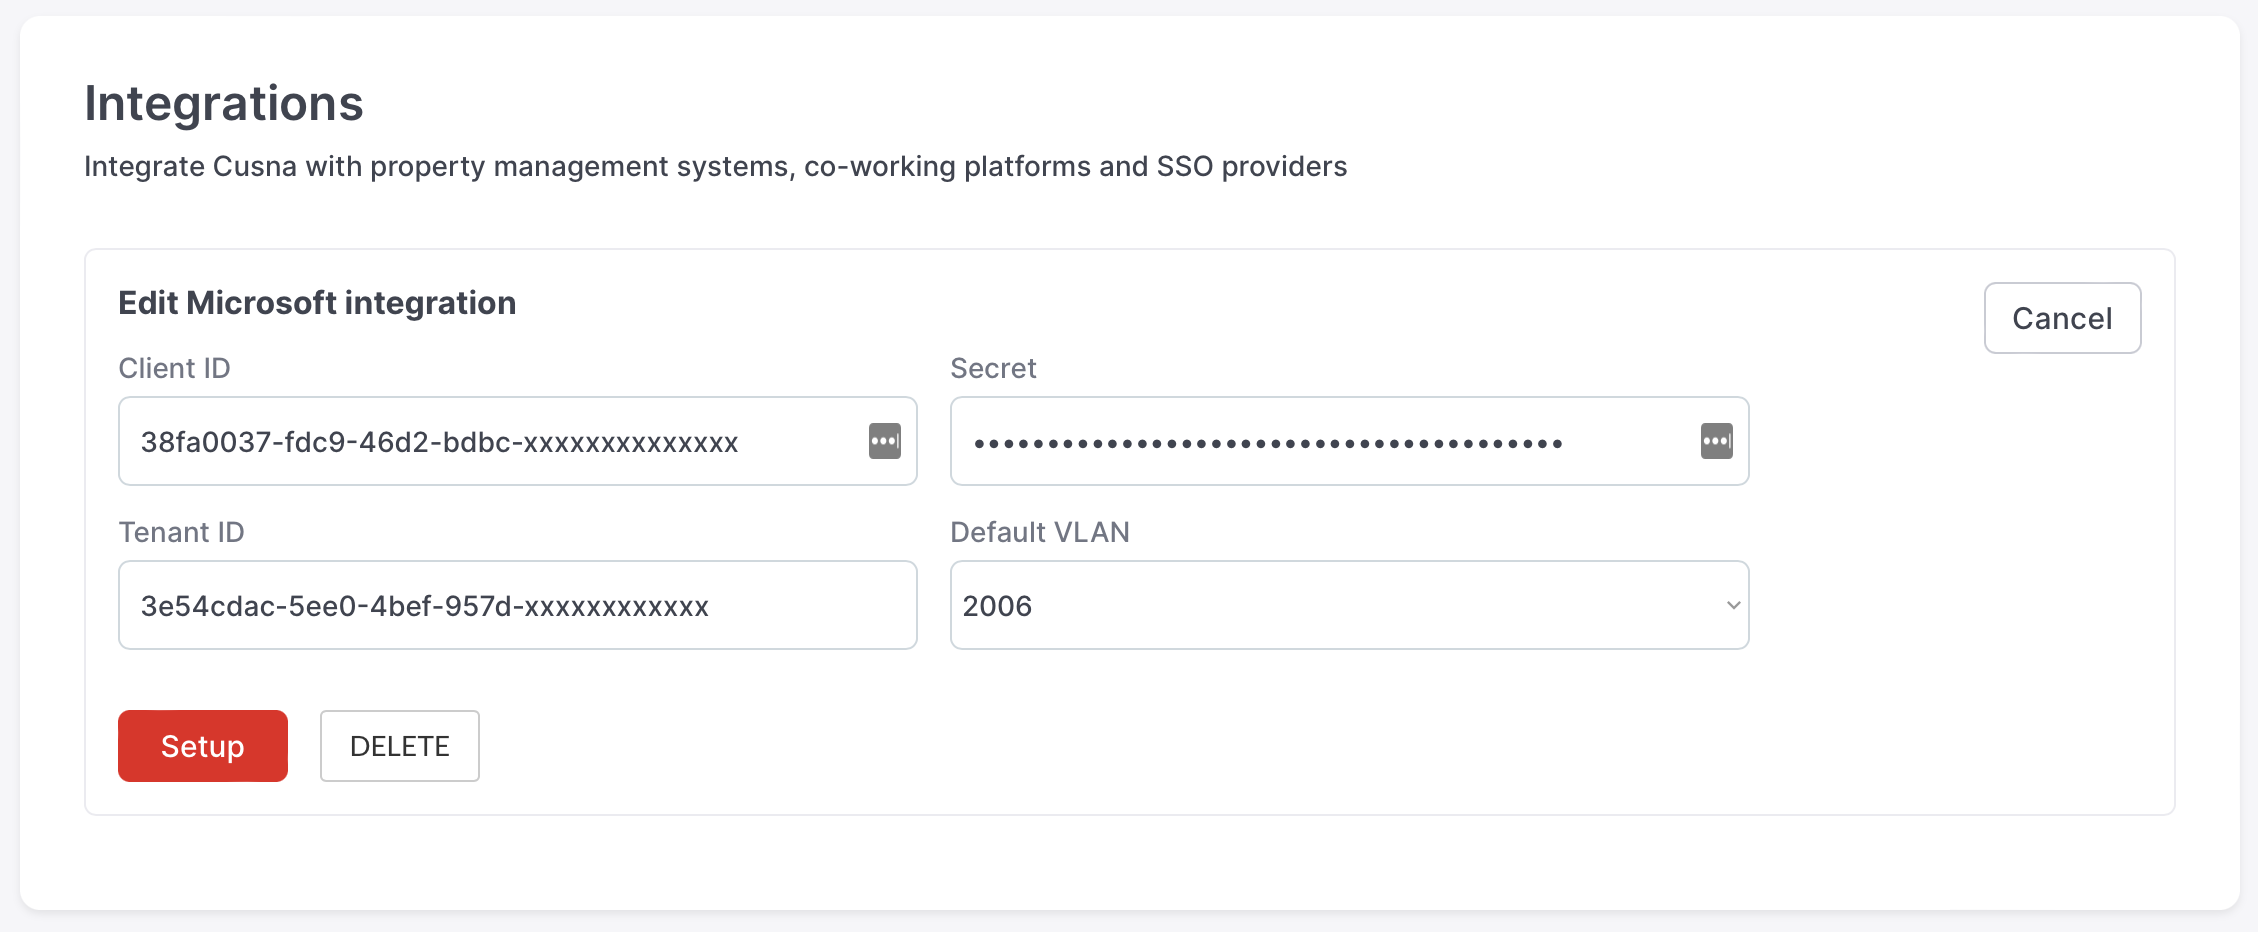 Integrations
Integrate Cusna with property management systems, co-working platforms and SSO providers
Edit Microsoft integration
Cancel
Client ID
Secret
38fa0037-fdc9-46d2-bdbc-xxxxxxxxxxxxxx
••••••••••••••••••••••••••••••••••••••••
Tenant ID
Default VLAN
3e54cdac-5ee0-4bef-957d-xxxxxxxxxxxx
2006
Setup
DELETE